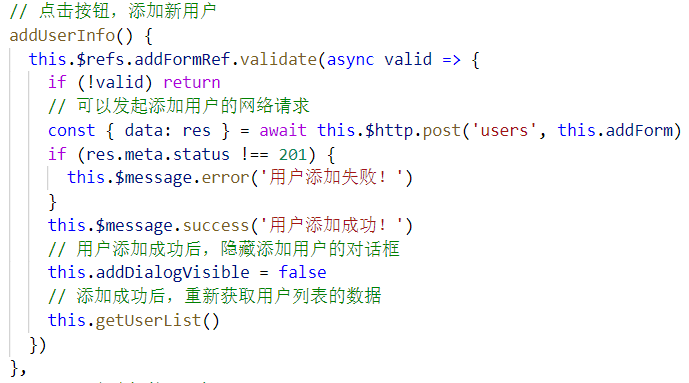 // 点击按钮，添加新用户
addUserInfo() {
  this.$refs.addFormRef.validate(async valid => {
    if (!valid) return
    // 可以发起添加用户的网络请求
    const { data: res } = await this.$http.post('users', this.addForm)
    if (res.meta.status !== 201) {
      this.$message.error('用户添加失败！')
    }
    this.$message.success('用户添加成功！')
    // 用户添加成功后，隐藏添加用户的对话框
    this.addDialogVisible = false
    // 添加成功后，重新获取用户列表的数据
    this.getUserList()
  })
},